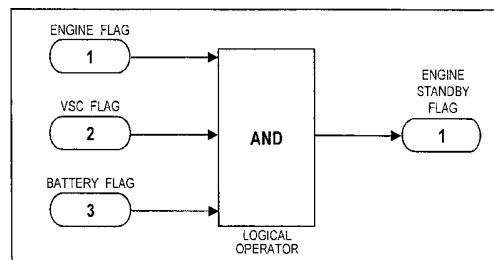 ENGINE FLAG
1
VSC FLAG
2
BATTERY FLAG
3
AND
LOGICAL
OPERATOR
ENGINE
STANDBY
FLAG
1